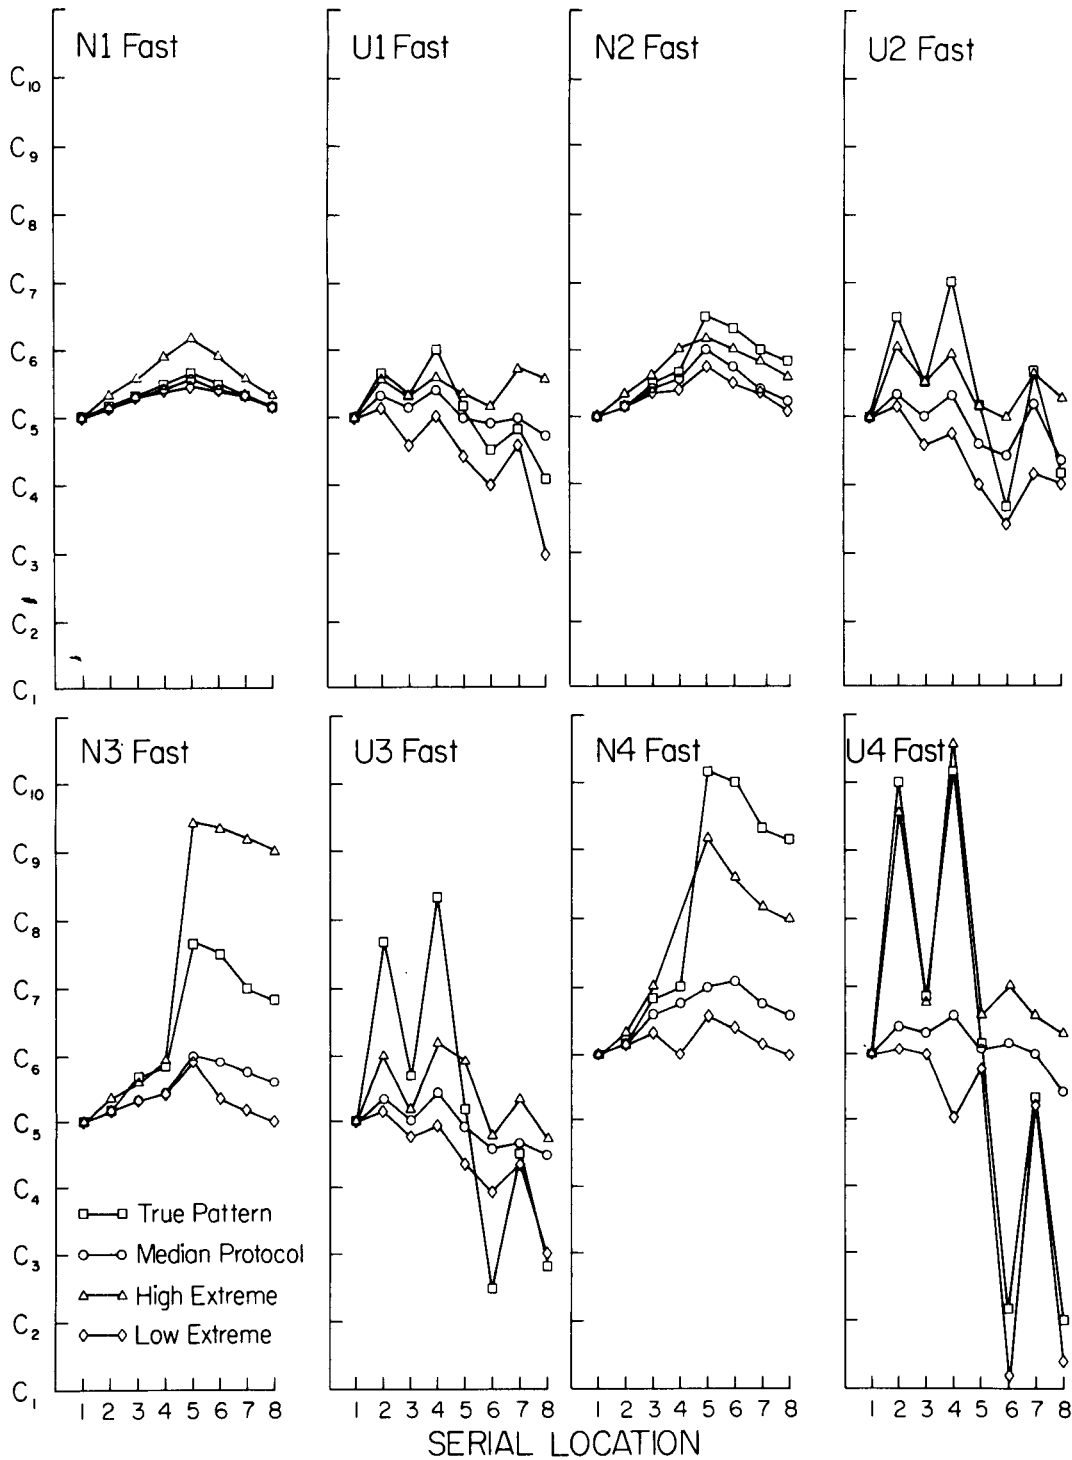 N1 Fast
U1 Fast
N2 Fast
U2 Fast
C10
C9
C8
C7
C6
C5
C4
C3
C2
C1
N3 Fast
U3 Fast
N4 Fast
U4 Fast
C10
C9
C8
C7
C6
C5
C4
C3
C2
C1
True Pattern
Median Protocol
High Extreme
Low Extreme
1 2 3 4 5 6 7 8
1 2 3 4 5 6 7 8
1 2 3 4 5 6 7 8
1 2 3 4 5 6 7 8
SERIAL LOCATION